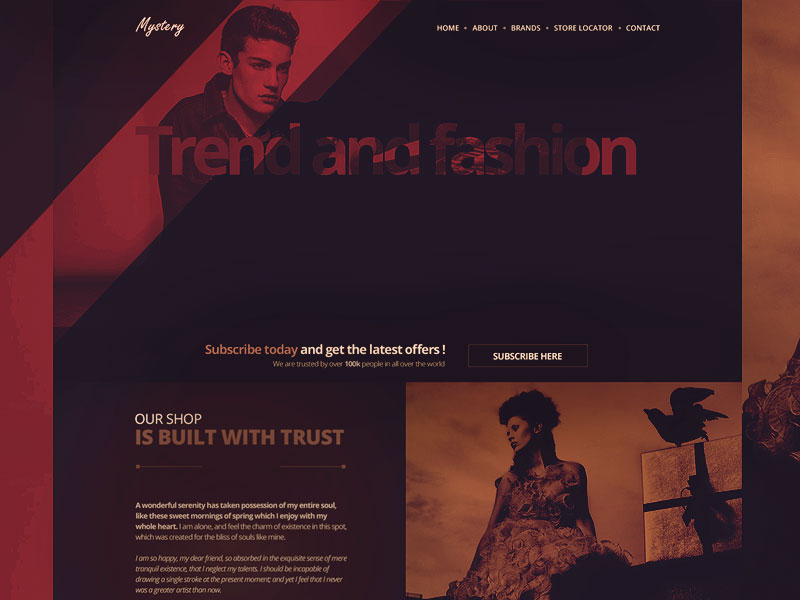 Mystery
HOME • ABOUT • BRANDS • STORE LOCATOR • CONTACT
Trend and fashion
Subscribe today and get the latest offers !
We are trusted by over 100k people in all over the world
SUBSCRIBE HERE
OUR SHOP
IS BUILT WITH TRUST
A wonderful serenity has taken possession of my entire soul,
like these sweet mornings of spring which I enjoy with my
whole heart. I am alone, and feel the charm of existence in this spot,
which was created for the bliss of souls like mine.
I am so happy, my dear friend, so absorbed in the exquisite sense of mere
tranquil existence, that I neglect my talents. I should be incapable of
drawing a single stroke at the present moment; and yet I feel that I never
was a greater artist than now.